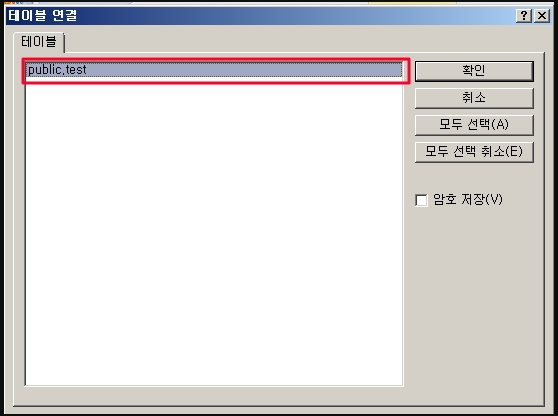 테이블 연결
테이블
public.test
확인
취소
모두 선택(A)
모두 선택 취소(E)
암호 저장(V)